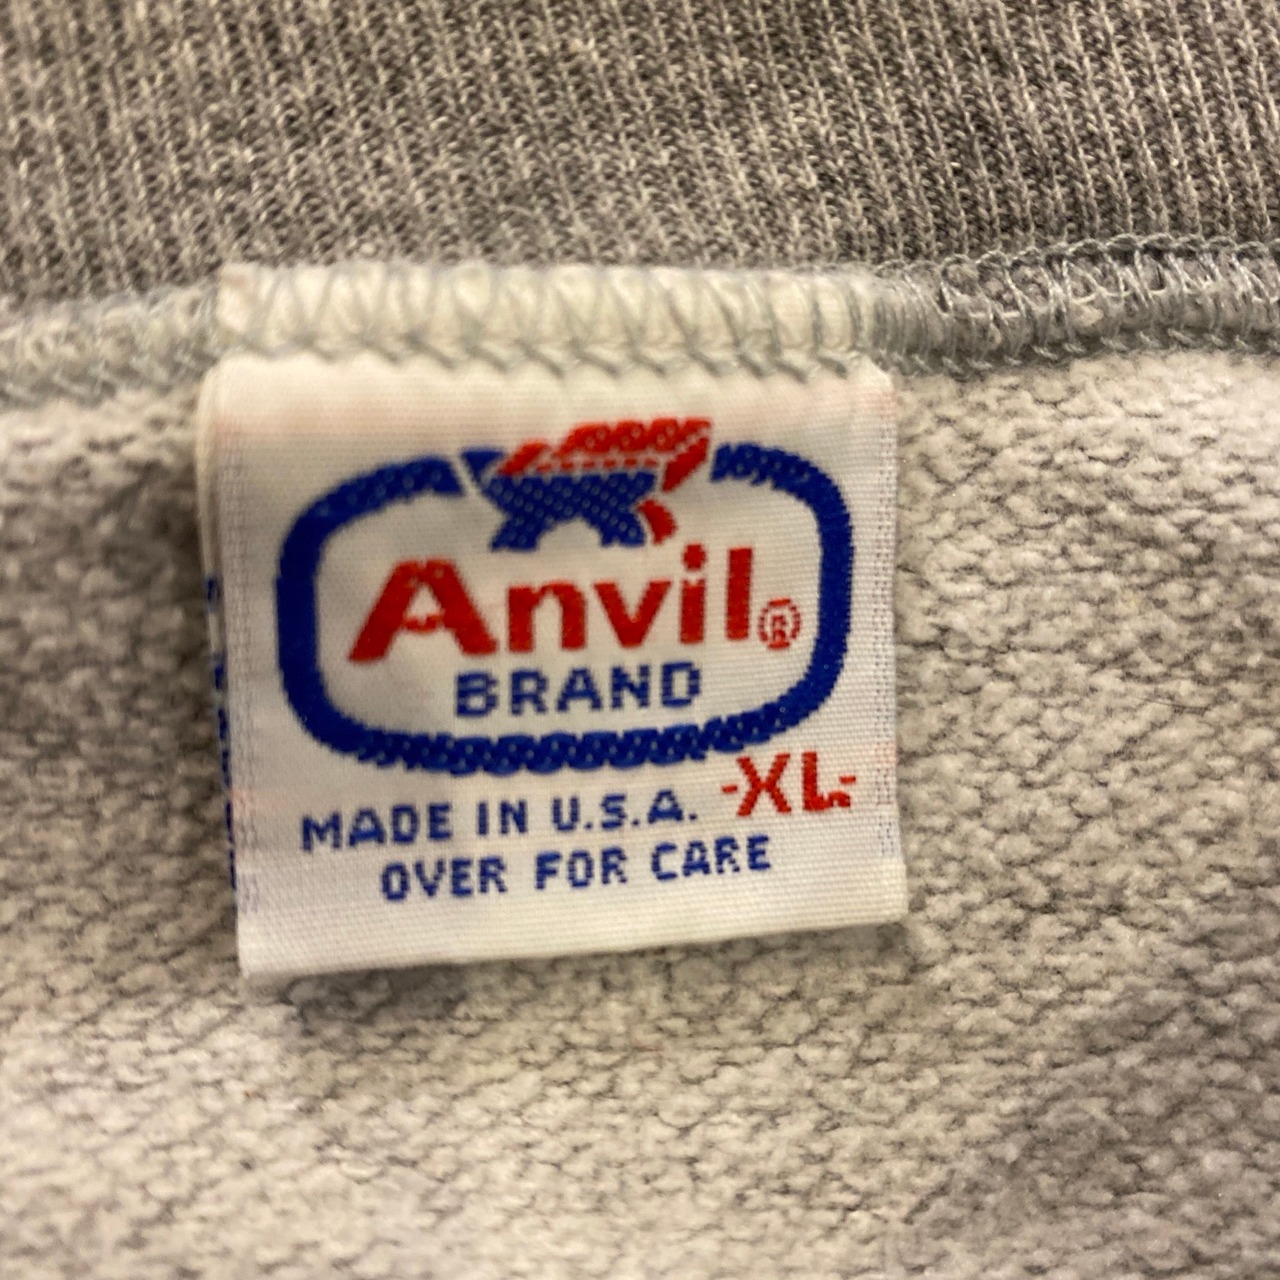 Anvil®
BRAND
-XL-
MADE IN U.S.A.
OVER FOR CARE